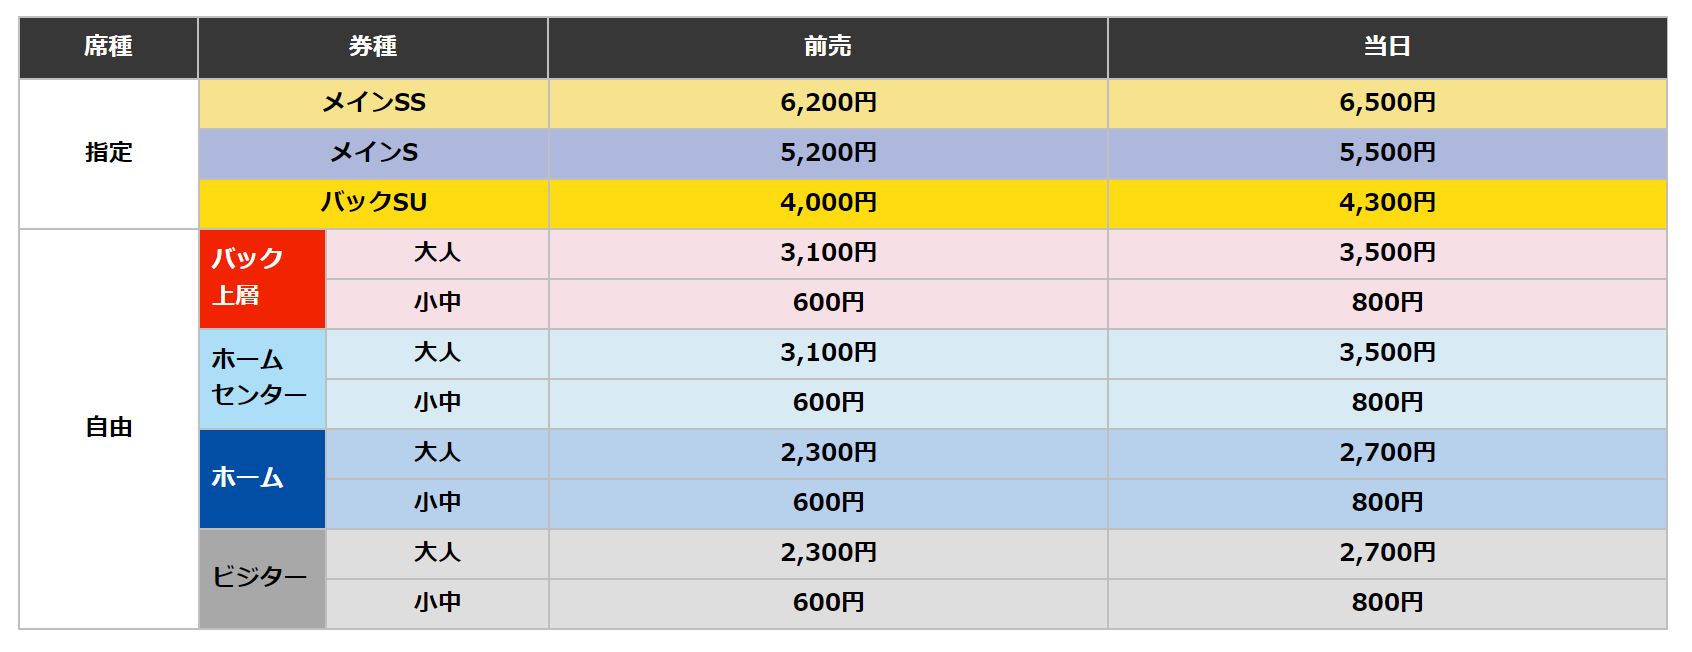 席種 券種 前売 当日
指定 メインSS 6,200円 6,500円
メインS 5,200円 5,500円
バックSU 4,000円 4,300円
自由 バック
上層 大人 3,100円 3,500円
小中 600円 800円
ホーム
センター 大人 3,100円 3,500円
小中 600円 800円
ホーム 大人 2,300円 2,700円
小中 600円 800円
ビジター 大人 2,300円 2,700円
小中 600円 800円